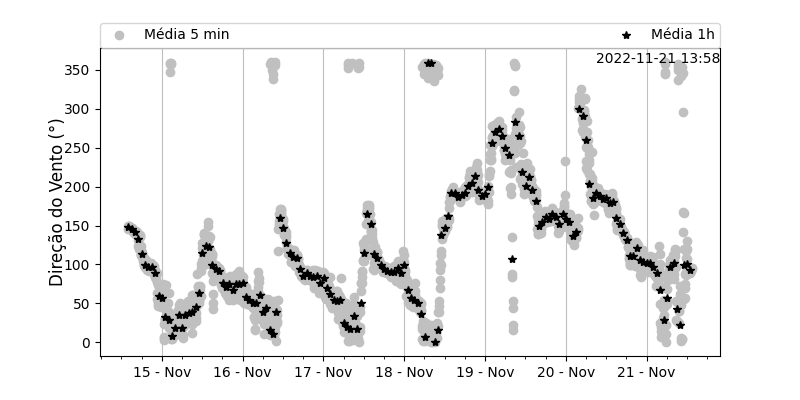 Média 5 min
Média 1h
2022-11-21 13:58
Direção do Vento (°)
350
300
250
200
150
100
50
0
15 - Nov
16 - Nov
17 - Nov
18 - Nov
19 - Nov
20 - Nov
21 - Nov